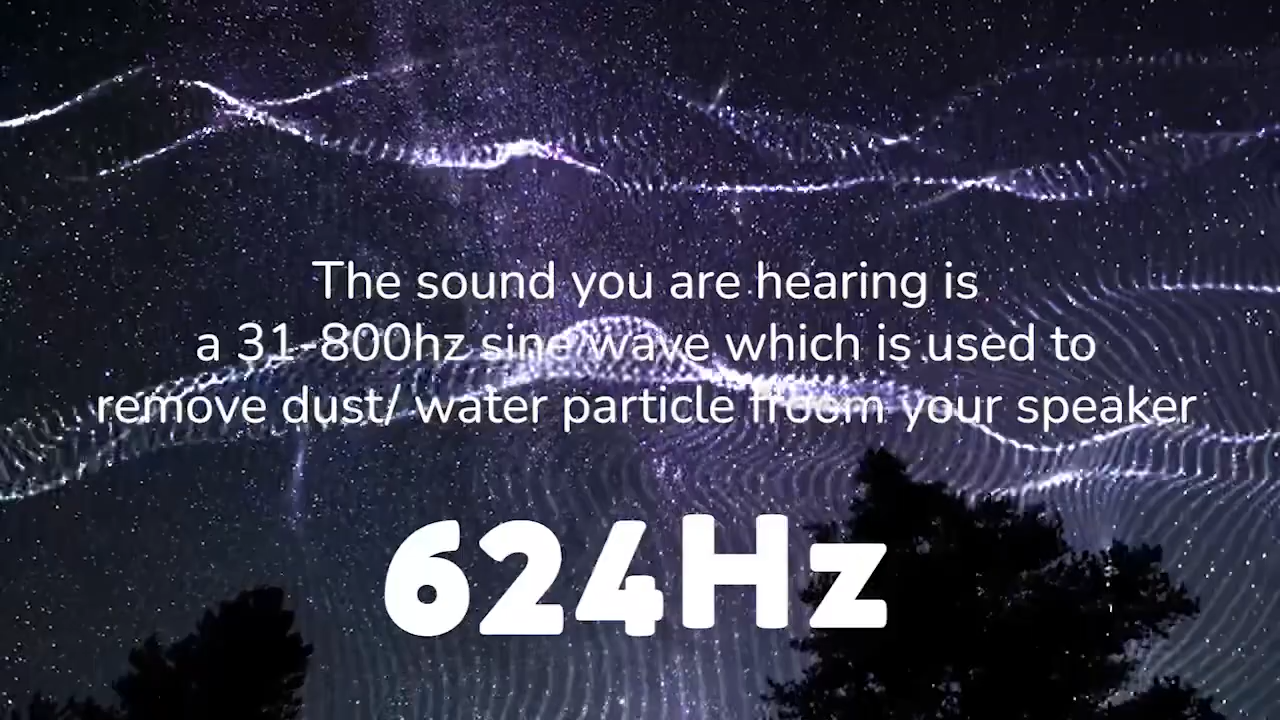 The sound you are hearing is
a 31-800hz sine wave which is used to
remove dust/ water particle froom your speaker
624Hz